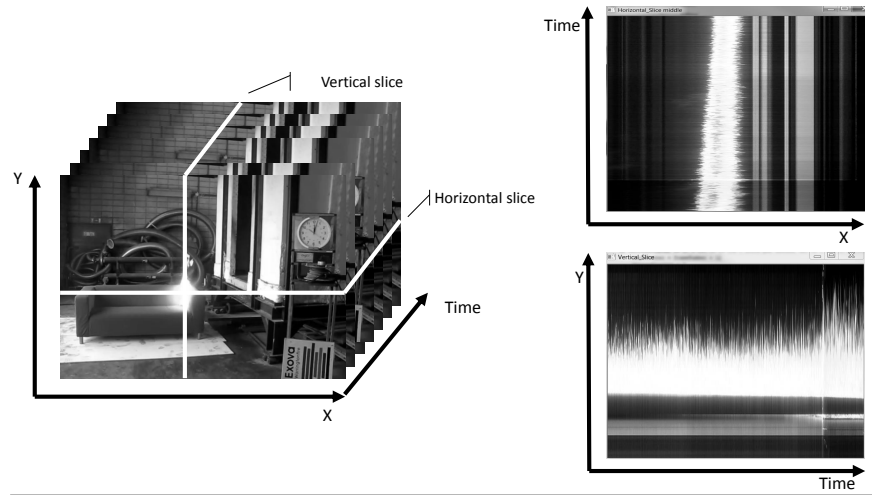 Time
Horizontal_Slice middle
Vertical slice
Y
Horizontal slice
X
Vertical_Slice
Y
Time
Exova
X
Time